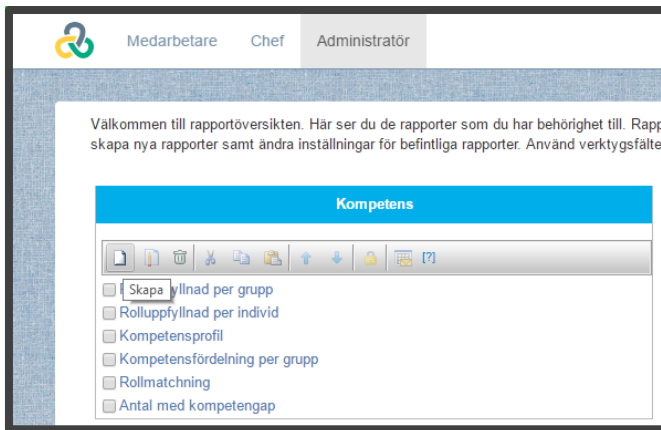 Medarbetare Chef Administratör
Välkommen till rapportöversikten. Här ser du de rapporter som du har behörighet till. Rapp
skapa nya rapporter samt ändra inställningar för befintliga rapporter. Använd verktygsfälte
Kompetens
[?]
Skapa yllnad per grupp
Rolluppfyllnad per individ
Kompetensprofil
Kompetensfördelning per grupp
Rollmatchning
Antal med kompetengap